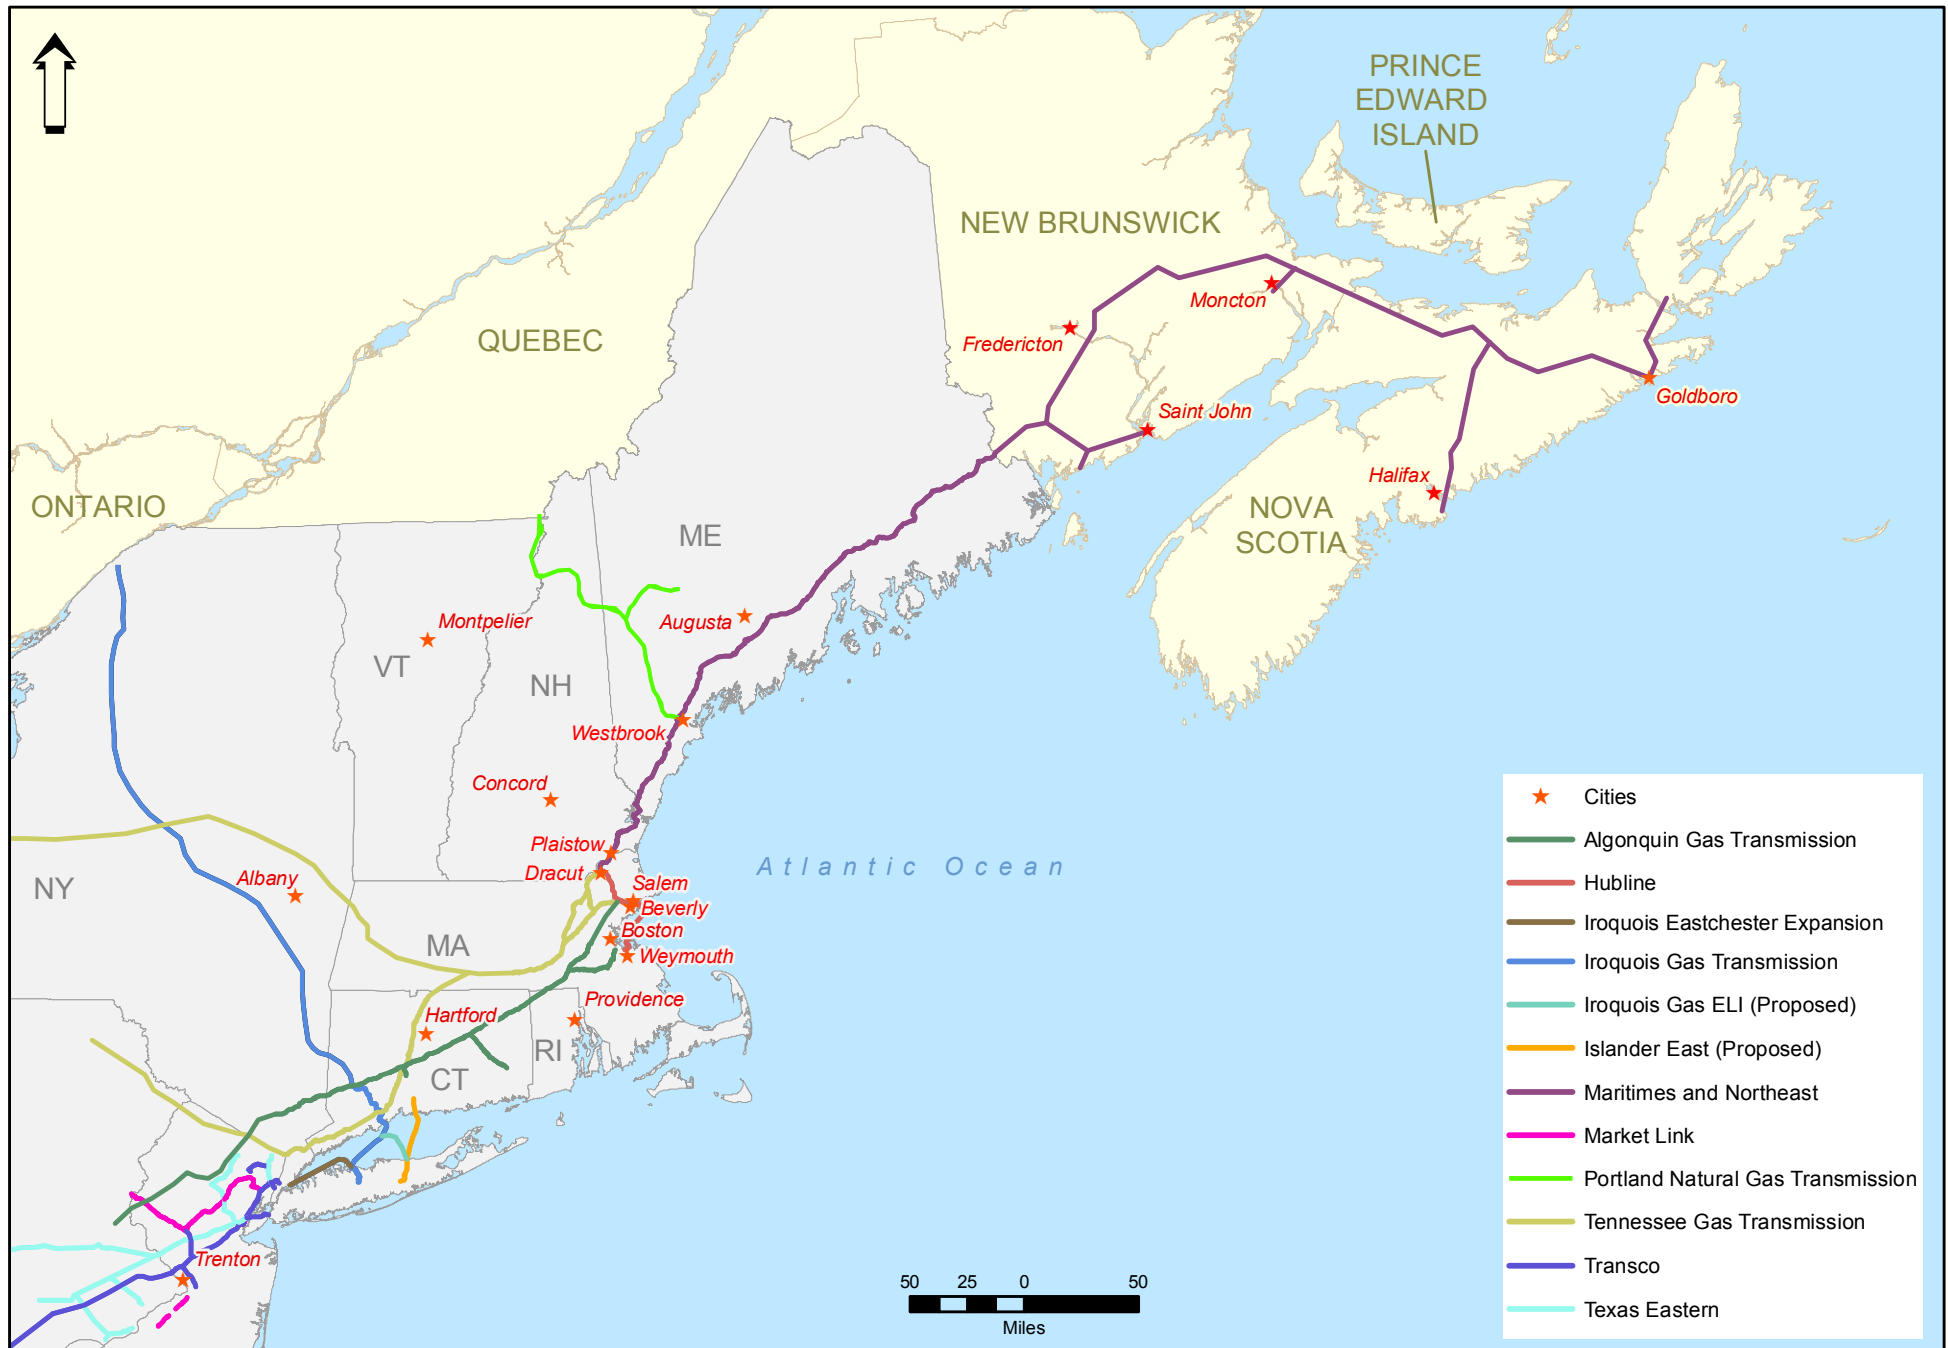 PRINCE
EDWARD
ISLAND
NEW BRUNSWICK
Moncton
QUEBEC
Fredericton
Goldboro
Saint John
Halifax
ONTARIO
NOVA
SCOTIA
ME
Montpelier
Augusta
VT
NH
Westbrook
Concord
Plaistow
Dracut
Atlantic Ocean
Albany
NY
Salem
Beverly
Boston
MA
Weymouth
Providence
Hartford
RI
CT
Trenton
50 25 0 50
Miles
Cities
Algonquin Gas Transmission
Hubline
Iroquois Eastchester Expansion
Iroquois Gas Transmission
Iroquois Gas ELI (Proposed)
Islander East (Proposed)
Maritimes and Northeast
Market Link
Portland Natural Gas Transmission
Tennessee Gas Transmission
Transco
Texas Eastern